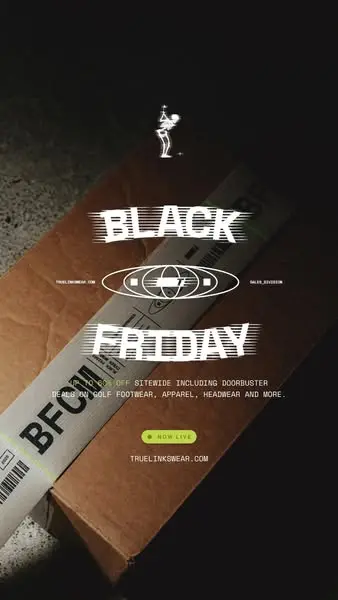 BLACK
TRUELINKSWEAR.COM
SALES_DIVISION
FRIDAY
UP TO 60% OFF SITEWIDE INCLUDING DOORBUSTER
DEALS ON GOLF FOOTWEAR, APPAREL, HEADWEAR AND MORE.
NOW LIVE
TRUELINKSWEAR.COM
BFCM